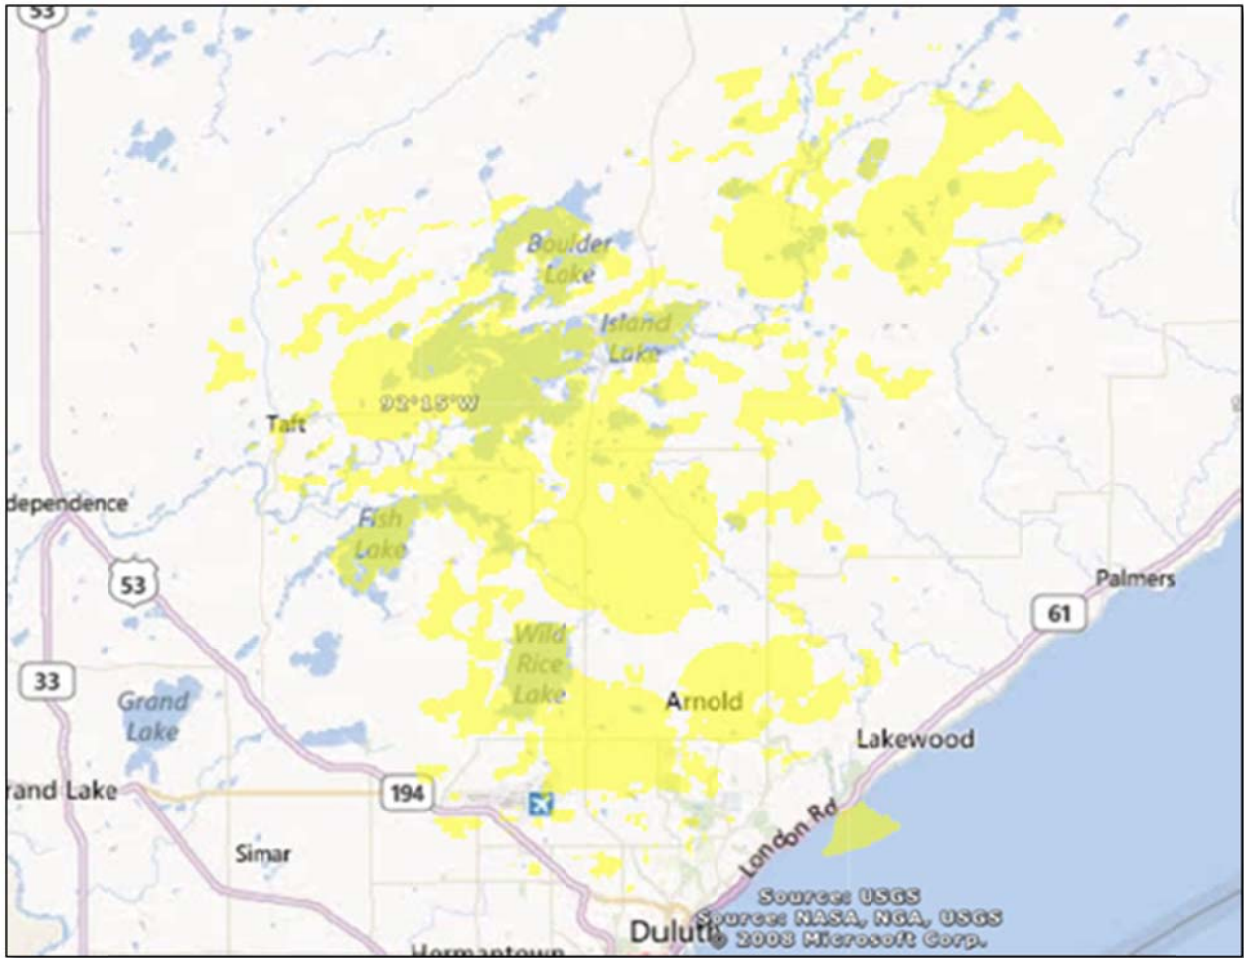 53
Boulder
Lake
Island
Lake
92°15'W
Taft
dependence
Fish
Lake
53
Palmers
61
Wild
Rice
Lake
33
Grand
Lake
Arnold
Lakewood
rand Lake
194
London Rd
Simar
Source: USGS
Source: NASA, NGA, USGS
Duluth
© 2008 Microsoft Corp.
Hermantown